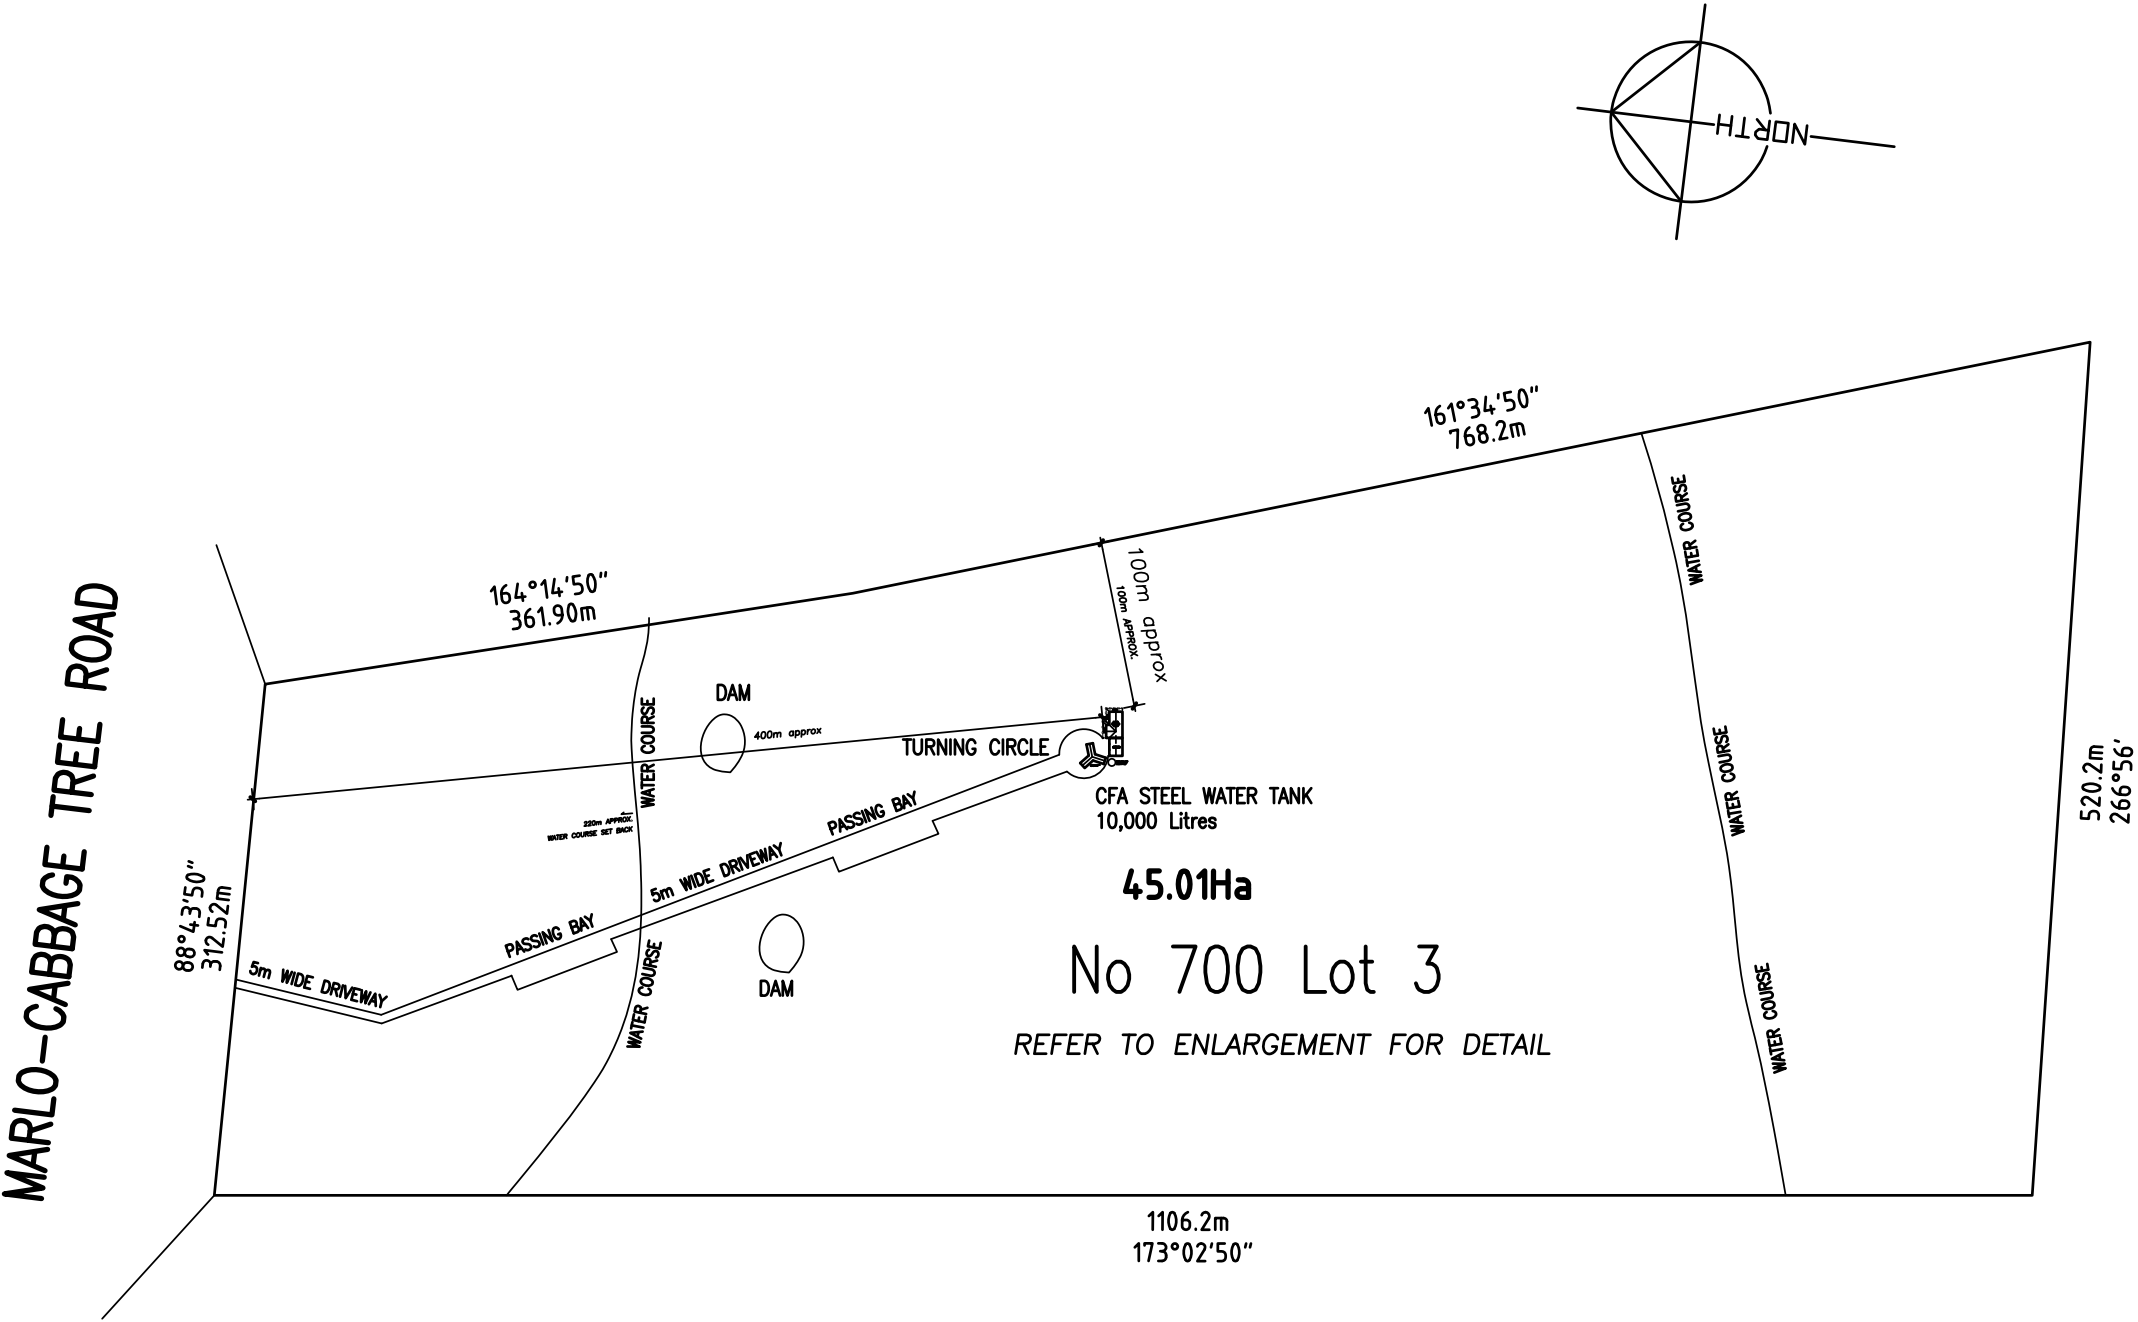 NORTH
161°34'50"
768.2m
164°14'50"
361.90m
100m approx
100m APPROX.
MARLO-CABBAGE TREE ROAD
DAM
400m approx
TURNING CIRCLE
WATER COURSE
WATER COURSE
WATER COURSE
520.2m
266°56'
CFA STEEL WATER TANK
10,000 Litres
220m APPROX.
WATER COURSE SET BACK
PASSING BAY
5m WIDE DRIVEWAY
45.01Ha
88°43'50"
312.52m
PASSING BAY
5m WIDE DRIVEWAY
WATER COURSE
DAM
No 700 Lot 3
REFER TO ENLARGEMENT FOR DETAIL
WATER COURSE
1106.2m
173°02'50"